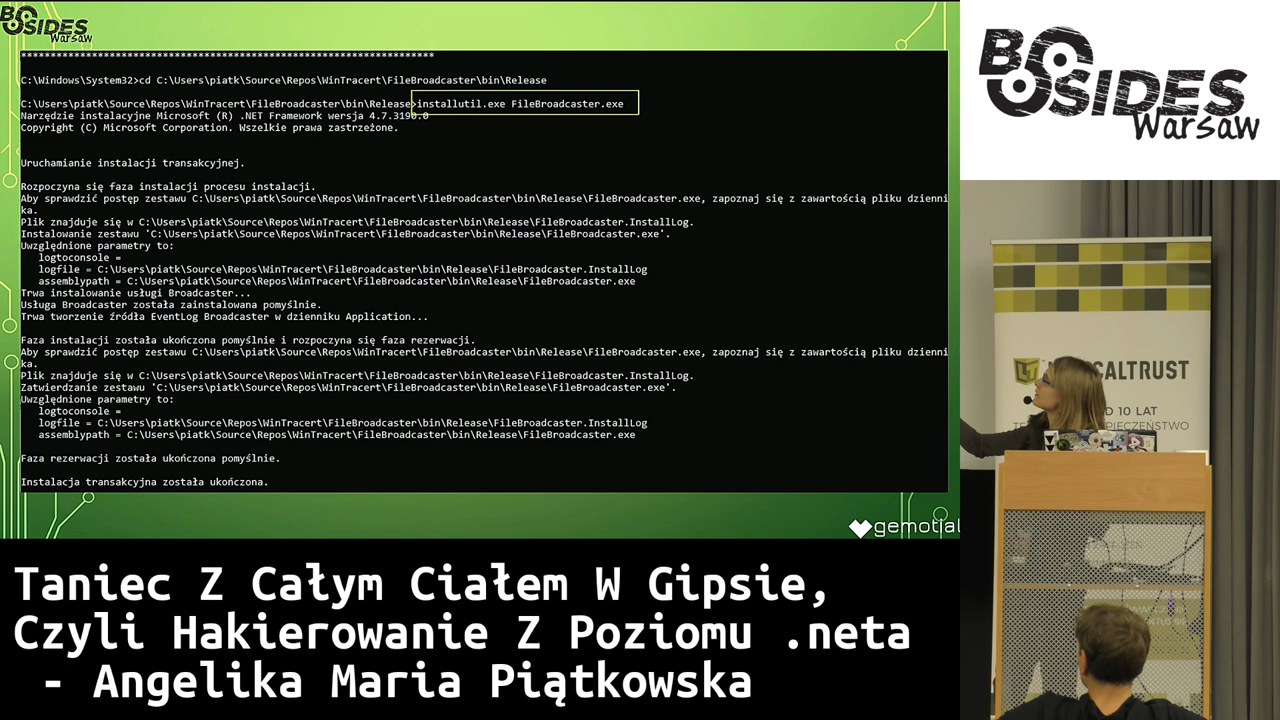 BSIDES
Warsaw
**********************************************************************
C:\Windows\System32>cd C:\Users\piatk\Source\Repos\WinTracert\FileBroadcaster\bin\Release
C:\Users\piatk\Source\Repos\WinTracert\FileBroadcaster\bin\Release>installutil.exe FileBroadcaster.exe
Narzędzie instalacyjne Microsoft (R) .NET Framework wersja 4.7.3190.0
Copyright (C) Microsoft Corporation. Wszelkie prawa zastrzeżone.
Uruchamianie instalacji transakcyjnej.
Rozpoczyna się faza instalacji procesu instalacji.
Aby sprawdzić postęp zestawu C:\Users\piatk\Source\Repos\WinTracert\FileBroadcaster\bin\Release\FileBroadcaster.exe, zapoznaj się z zawartością pliku dzienni
ka.
Plik znajduje się w C:\Users\piatk\Source\Repos\WinTracert\FileBroadcaster\bin\Release\FileBroadcaster.InstallLog.
Instalowanie zestawu 'C:\Users\piatk\Source\Repos\WinTracert\FileBroadcaster\bin\Release\FileBroadcaster.exe'.
Uwzględnione parametry to:
logtoconsole =
logfile = C:\Users\piatk\Source\Repos\WinTracert\FileBroadcaster\bin\Release\FileBroadcaster.InstallLog
assemblypath = C:\Users\piatk\Source\Repos\WinTracert\FileBroadcaster\bin\Release\FileBroadcaster.exe
Trwa instalowanie usługi Broadcaster...
Usługa Broadcaster została zainstalowana pomyślnie.
Trwa tworzenie źródła EventLog Broadcaster w dzienniku Application...
Faza instalacji została ukończona pomyślnie i rozpoczyna się faza rezerwacji.
Aby sprawdzić postęp zestawu C:\Users\piatk\Source\Repos\WinTracert\FileBroadcaster\bin\Release\FileBroadcaster.exe, zapoznaj się z zawartością pliku dzienni
ka.
Plik znajduje się w C:\Users\piatk\Source\Repos\WinTracert\FileBroadcaster\bin\Release\FileBroadcaster.InstallLog.
Zatwierdzanie zestawu 'C:\Users\piatk\Source\Repos\WinTracert\FileBroadcaster\bin\Release\FileBroadcaster.exe'.
Uwzględnione parametry to:
logtoconsole =
logfile = C:\Users\piatk\Source\Repos\WinTracert\FileBroadcaster\bin\Release\FileBroadcaster.InstallLog
assemblypath = C:\Users\piatk\Source\Repos\WinTracert\FileBroadcaster\bin\Release\FileBroadcaster.exe
Faza rezerwacji została ukończona pomyślnie.
Instalacja transakcyjna została ukończona.
gemotial
BSIDES
Warsaw
CALTRUST
D 10 LAT
Taniec Z Całym Ciałem W Gipsie,
Czyli Hakierowanie Z Poziomu .neta
- Angelika Maria Piątkowska